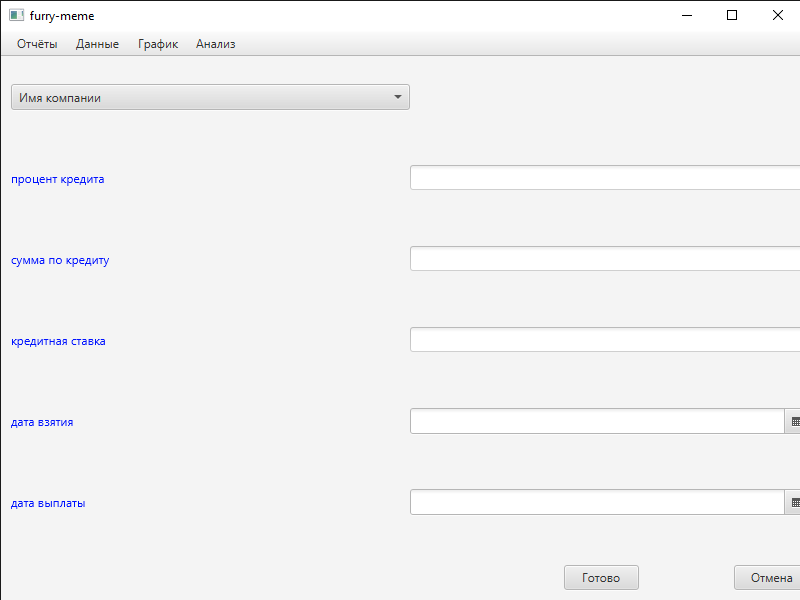 furry-meme
Отчёты Данные График Анализ
Имя компании
процент кредита
сумма по кредиту
кредитная ставка
дата взятия
дата выплаты
Готово Отмена